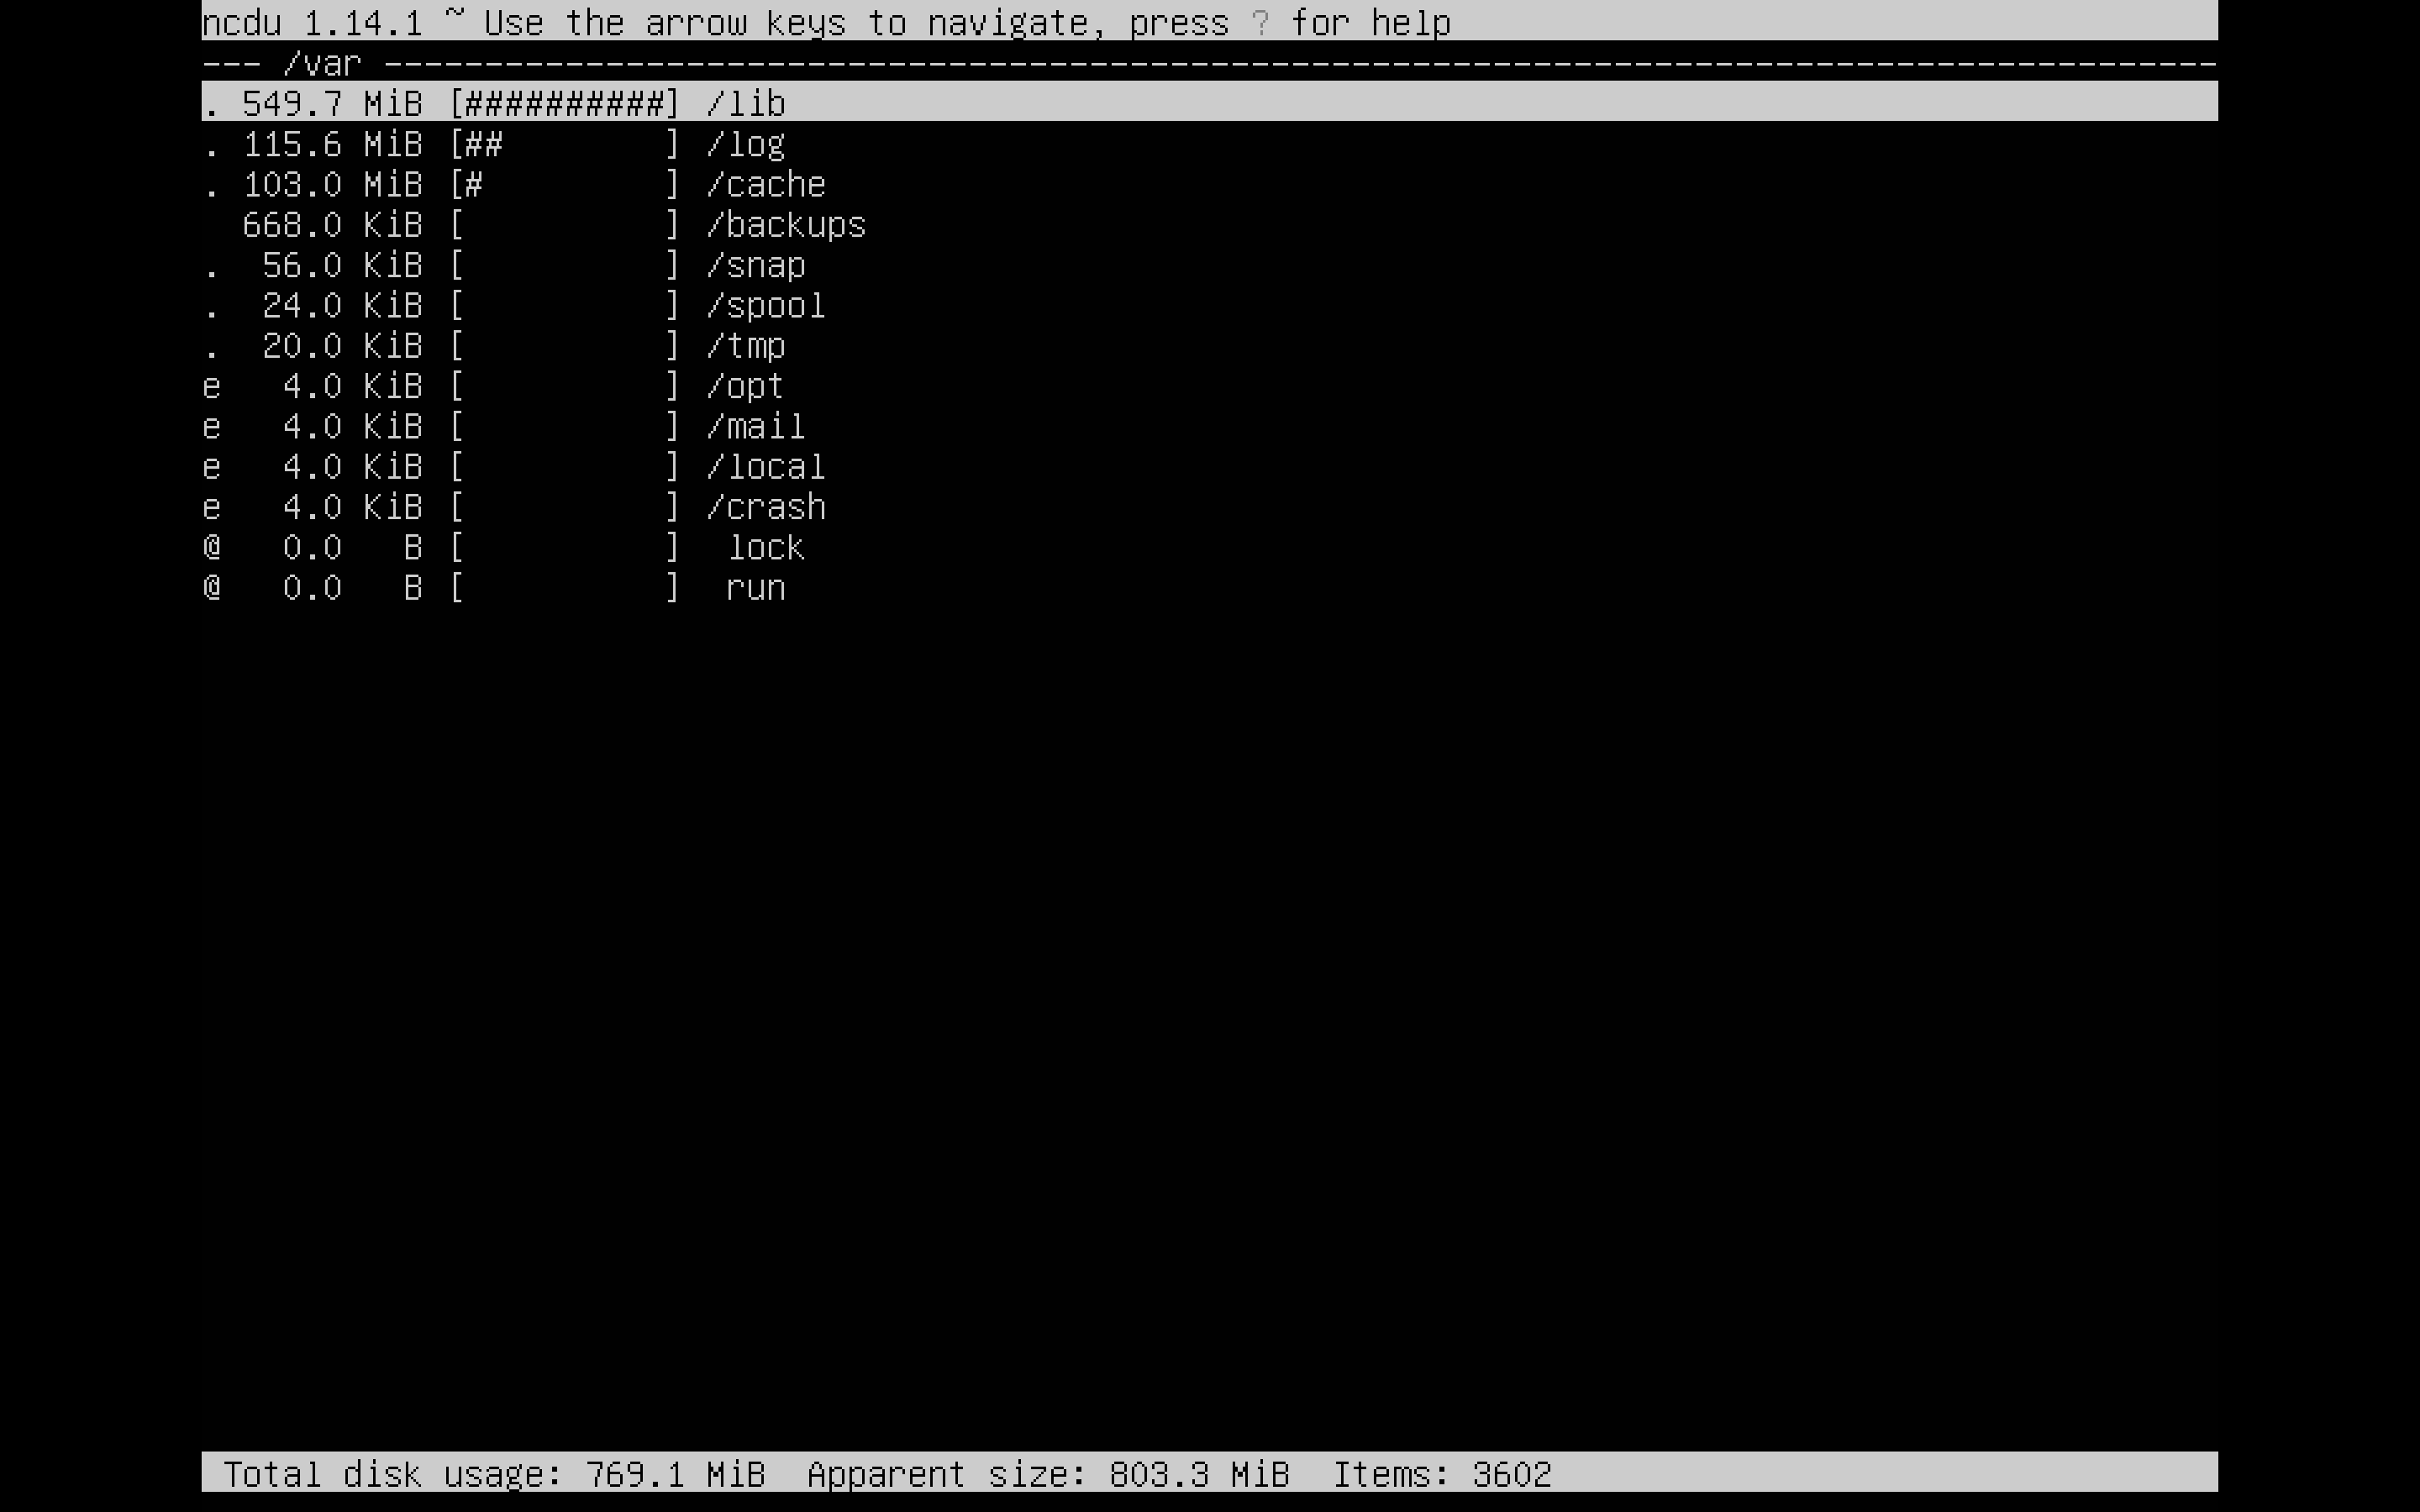 ncdu 1.14.1 ~ Use the arrow keys to navigate, press ? for help
--- /var -------------------------------------------------------------------------------------------
. 549.7 MiB [##########] /lib
. 115.6 MiB [##        ] /log
. 103.0 MiB [#         ] /cache
  668.0 KiB [          ] /backups
.  56.0 KiB [          ] /snap
.  24.0 KiB [          ] /spool
.  20.0 KiB [          ] /tmp
e   4.0 KiB [          ] /opt
e   4.0 KiB [          ] /mail
e   4.0 KiB [          ] /local
e   4.0 KiB [          ] /crash
@   0.0   B [          ]  lock
@   0.0   B [          ]  run
 Total disk usage: 769.1 MiB  Apparent size: 803.3 MiB  Items: 3602